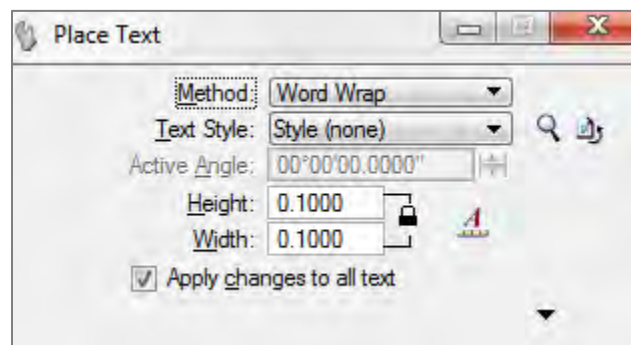 Place Text
Method: Word Wrap
Text Style: Style (none)
Active Angle: 00°00'00.0000"
Height: 0.1000
Width: 0.1000
Apply changes to all text